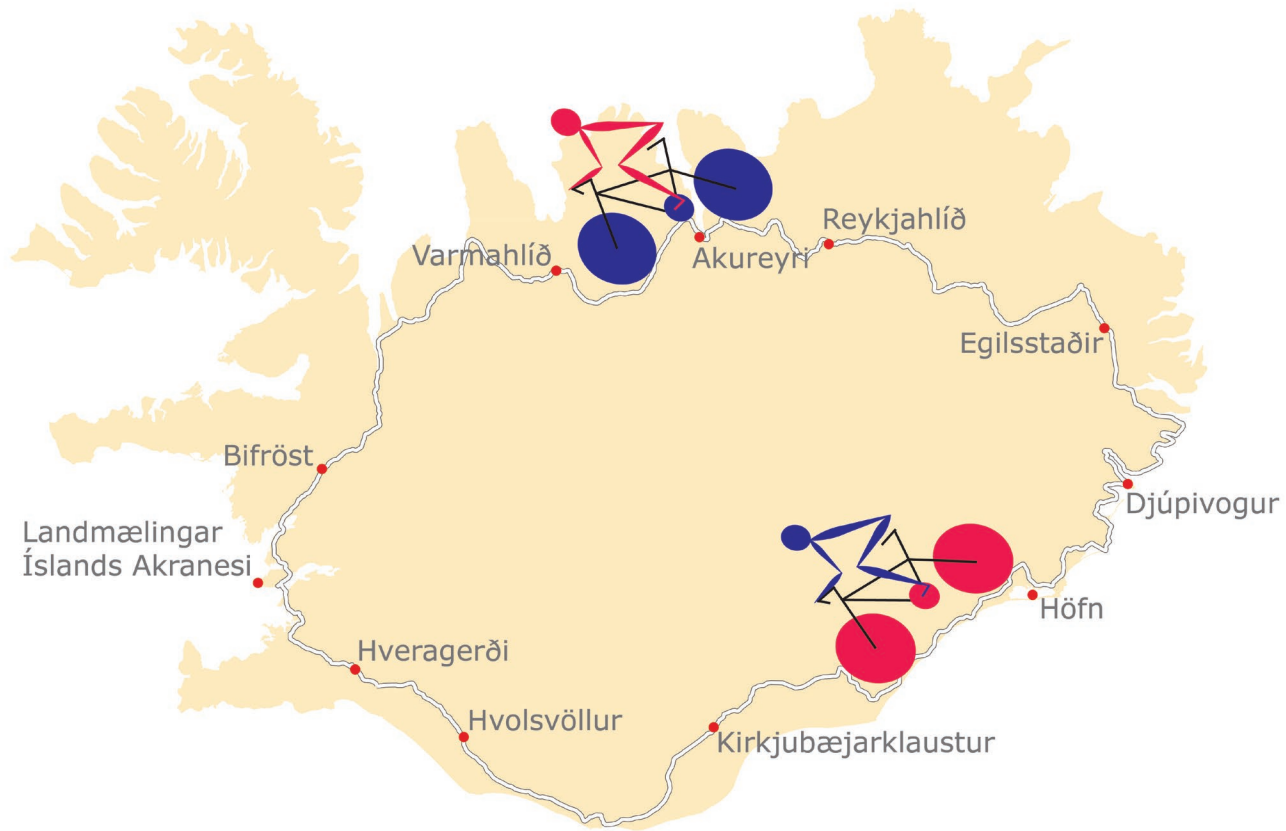 Reykjahlíð
Varmahlíð
Akureyri
Egilsstaðir
Bifröst
Djúpivogur
Landmælingar
Íslands Akranesi
Höfn
Hveragerði
Hvolsvöllur
Kirkjubæjarklaustur